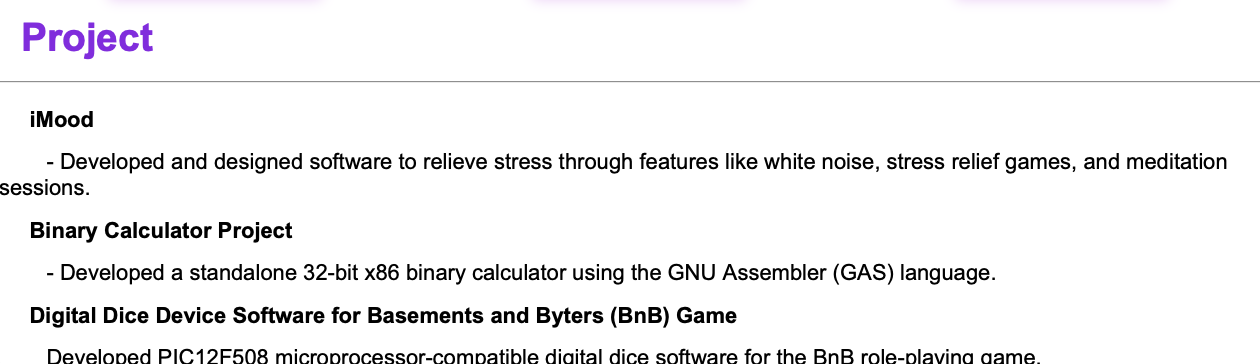 Project
iMood
- Developed and designed software to relieve stress through features like white noise, stress relief games, and meditation
sessions.
Binary Calculator Project
- Developed a standalone 32-bit x86 binary calculator using the GNU Assembler (GAS) language.
Digital Dice Device Software for Basements and Byters (BnB) Game
Developed PIC12F508 microprocessor-compatible digital dice software for the BnB role-playing game.